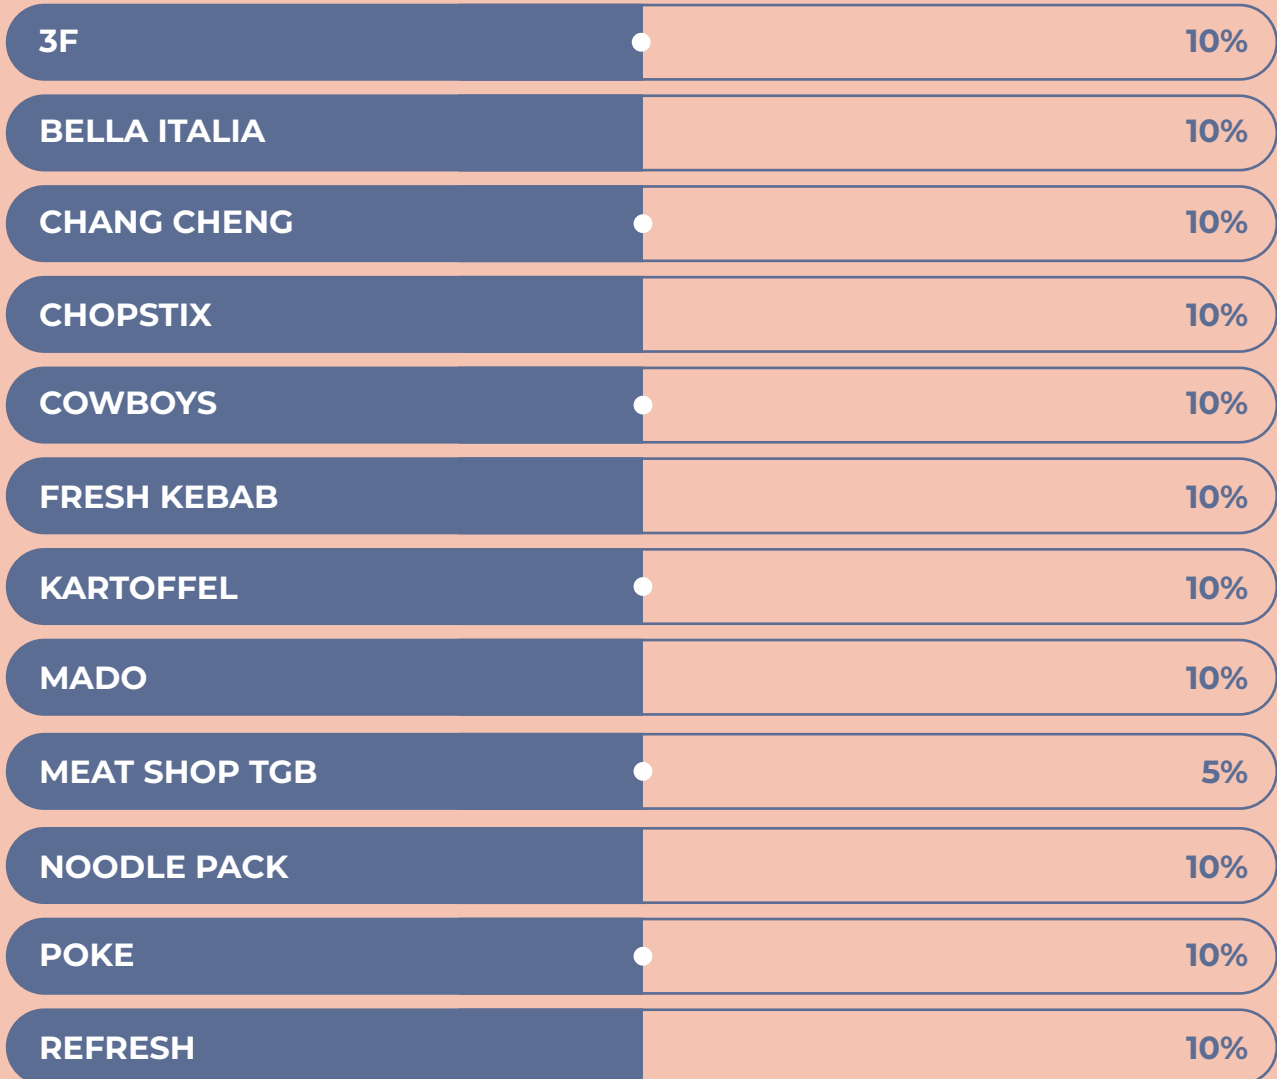 3F 10%
BELLA ITALIA 10%
CHANG CHENG 10%
CHOPSTIX 10%
COWBOYS 10%
FRESH KEBAB 10%
KARTOFFEL 10%
MADO 10%
MEAT SHOP TGB 5%
NOODLE PACK 10%
POKE 10%
REFRESH 10%